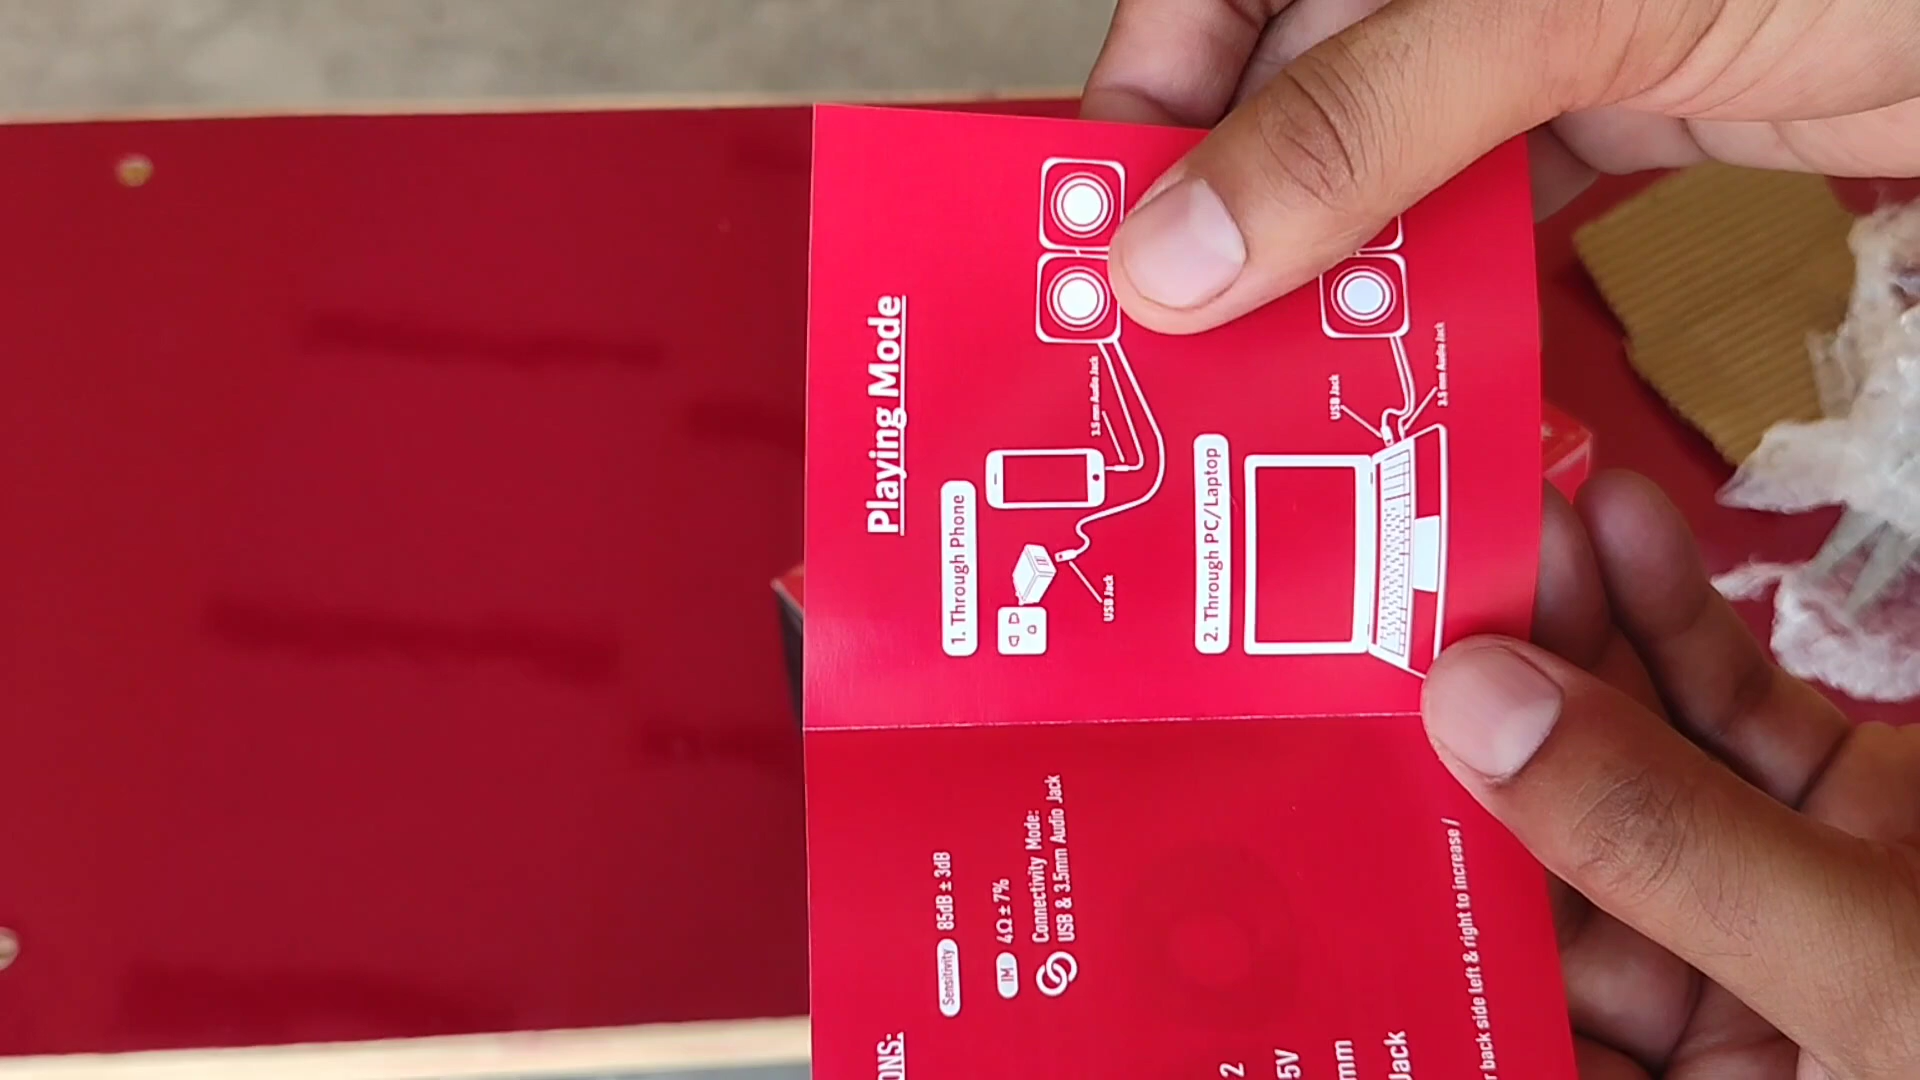 Playing Mode
1. Through Phone
3.5 mm Audio Jack
USB Jack
2. Through PC/Laptop
USB Jack
3.5 mm Audio Jack
Sensitivity 85dB ± 3dB
IM 4Ω ± 7%
Connectivity Mode:
USB & 3.5mm Audio Jack
ONS:
2
5V
mm
Jack
r back side left & right to increase /